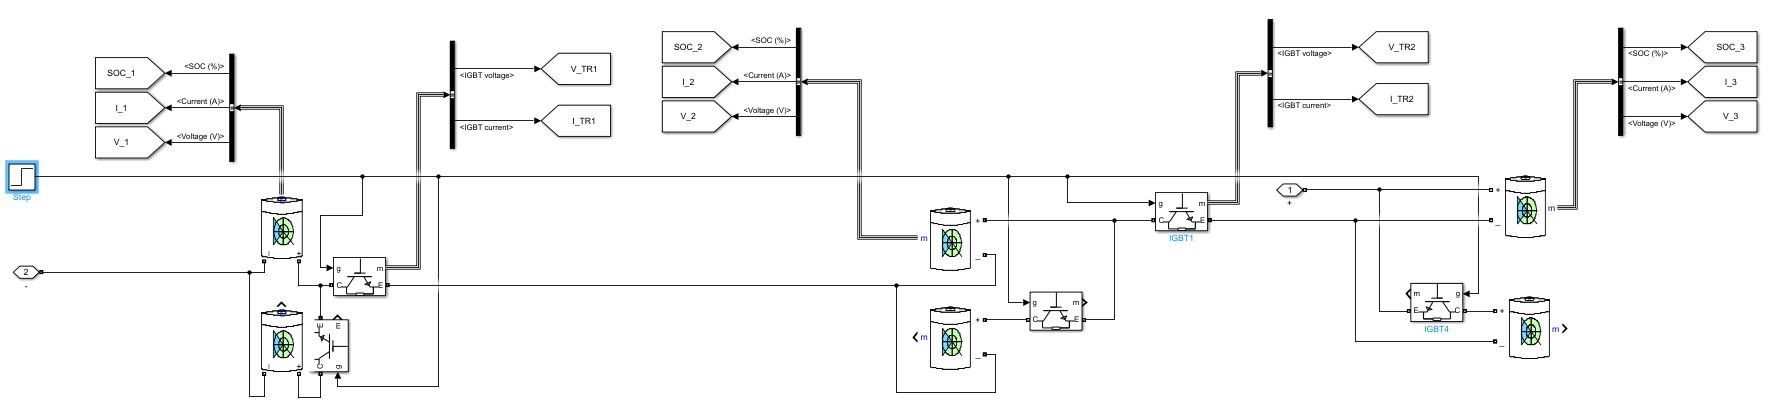 SOC_1
<SOC (%)>
I_1
<Current (A)>
V_1
<Voltage (V)>
<IGBT voltage>
V_TR1
<IGBT current>
I_TR1
SOC_2
<SOC (%)>
I_2
<Current (A)>
V_2
<Voltage (V)>
<IGBT voltage>
V_TR2
<IGBT current>
I_TR2
<SOC (%)>
SOC_3
<Current (A)>
I_3
<Voltage (V)>
V_3
Step
2
-
g
m
C
E
E
m
C
g
m
+
-
m
+
-
g
m
C
E
g
m
C
E
IGBT1
1
+
+
-
m
m
g
E
C
IGBT4
+
-
m